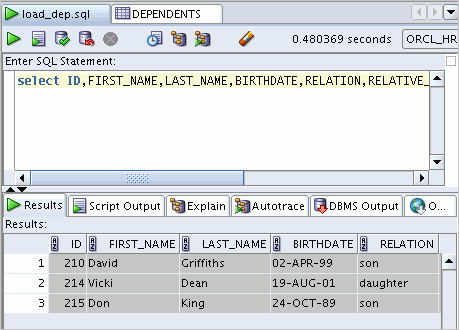 load_dep.sql DEPENDENTS
0.480369 seconds ORCL_HR
Enter SQL Statement:
select ID,FIRST_NAME,LAST_NAME,BIRTHDATE,RELATION,RELATIVE_
Results Script Output Explain Autotrace DBMS Output O...
Results:
ID FIRST_NAME LAST_NAME BIRTHDATE RELATION
1 210 David Griffiths 02-APR-99 son
2 214 Vicki Dean 19-AUG-01 daughter
3 215 Don King 24-OCT-89 son